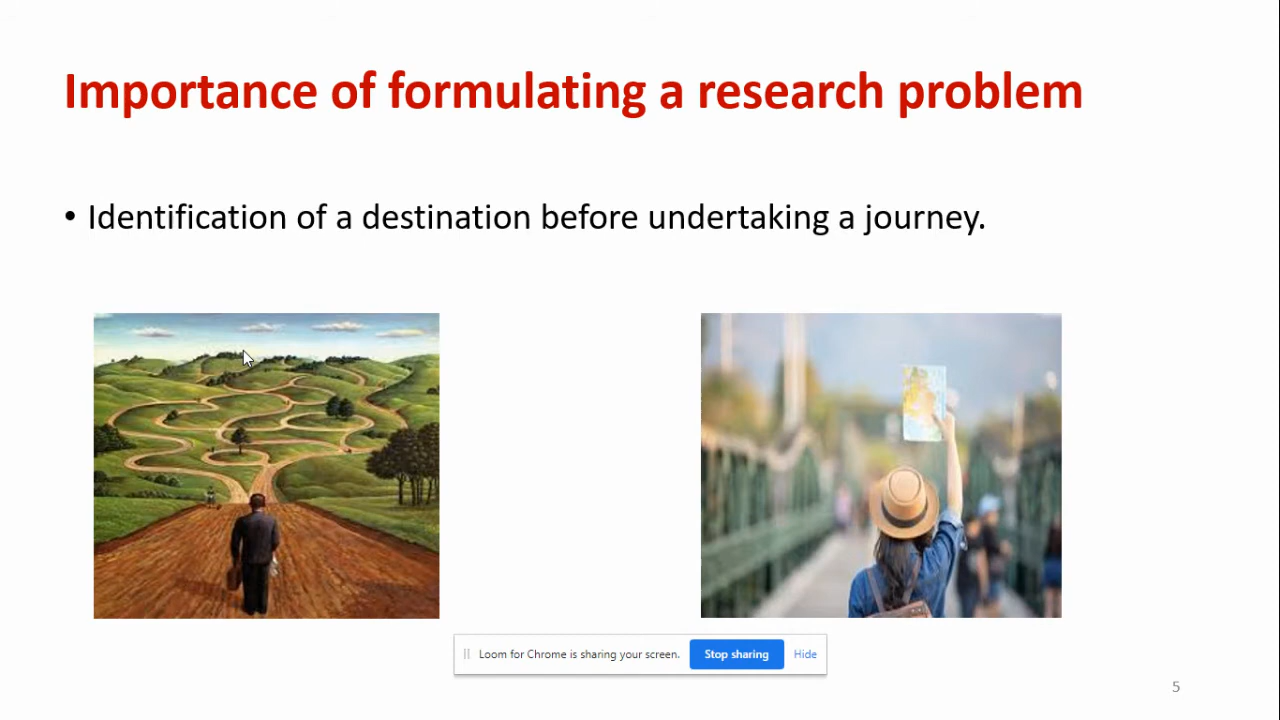 Importance of formulating a research problem
• Identification of a destination before undertaking a journey.
Loom for Chrome is sharing your screen. Stop sharing Hide
5